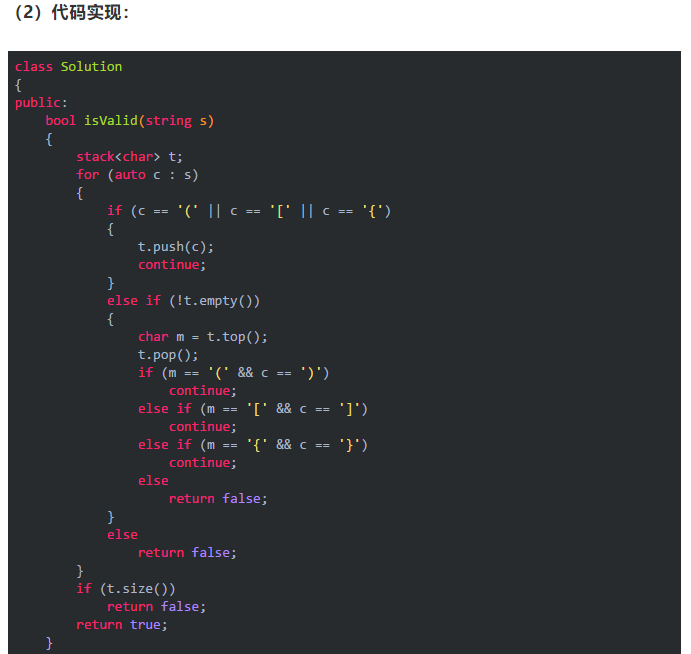 （2）代码实现：
class Solution
{
public:
    bool isValid(string s)
    {
        stack<char> t;
        for (auto c : s)
        {
            if (c == '(' || c == '[' || c == '{')
            {
                t.push(c);
                continue;
            }
            else if (!t.empty())
            {
                char m = t.top();
                t.pop();
                if (m == '(' && c == ')')
                    continue;
                else if (m == '[' && c == ']')
                    continue;
                else if (m == '{' && c == '}')
                    continue;
                else
                    return false;
            }
            else
                return false;
        }
        if (t.size())
            return false;
        return true;
    }